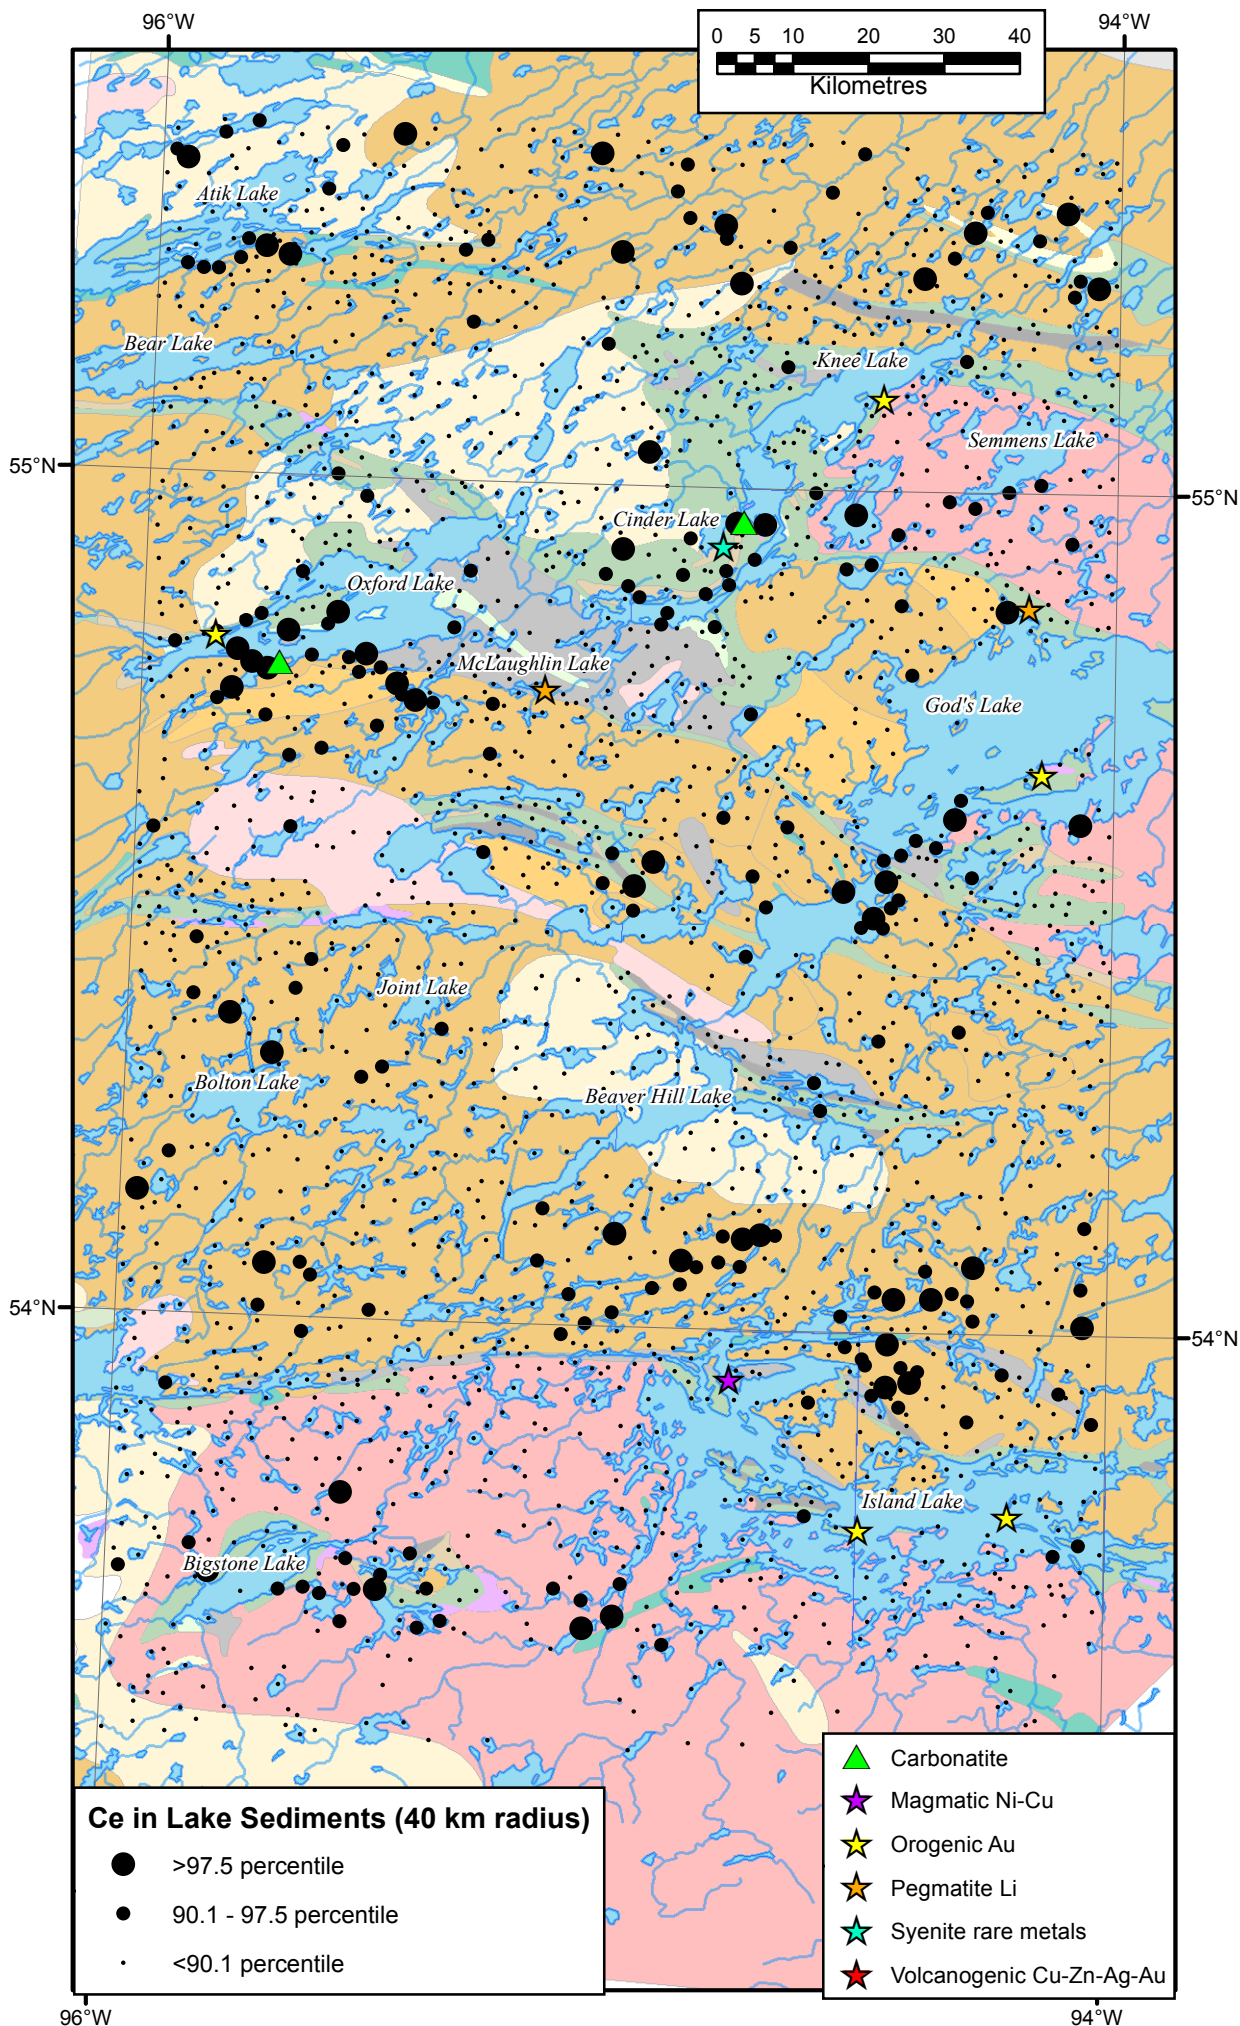 96°W
94°W
0 5 10 20 30 40
Kilometres
Atik Lake
Bear Lake
Knee Lake
Semmens Lake
55°N
55°N
Cinder Lake
Oxford Lake
McLaughlin Lake
God's Lake
Joint Lake
Bolton Lake
Beaver Hill Lake
54°N
54°N
Island Lake
Bigstone Lake
Ce in Lake Sediments (40 km radius)
>97.5 percentile
90.1 - 97.5 percentile
<90.1 percentile
Carbonatite
Magmatic Ni-Cu
Orogenic Au
Pegmatite Li
Syenite rare metals
Volcanogenic Cu-Zn-Ag-Au
96°W
94°W